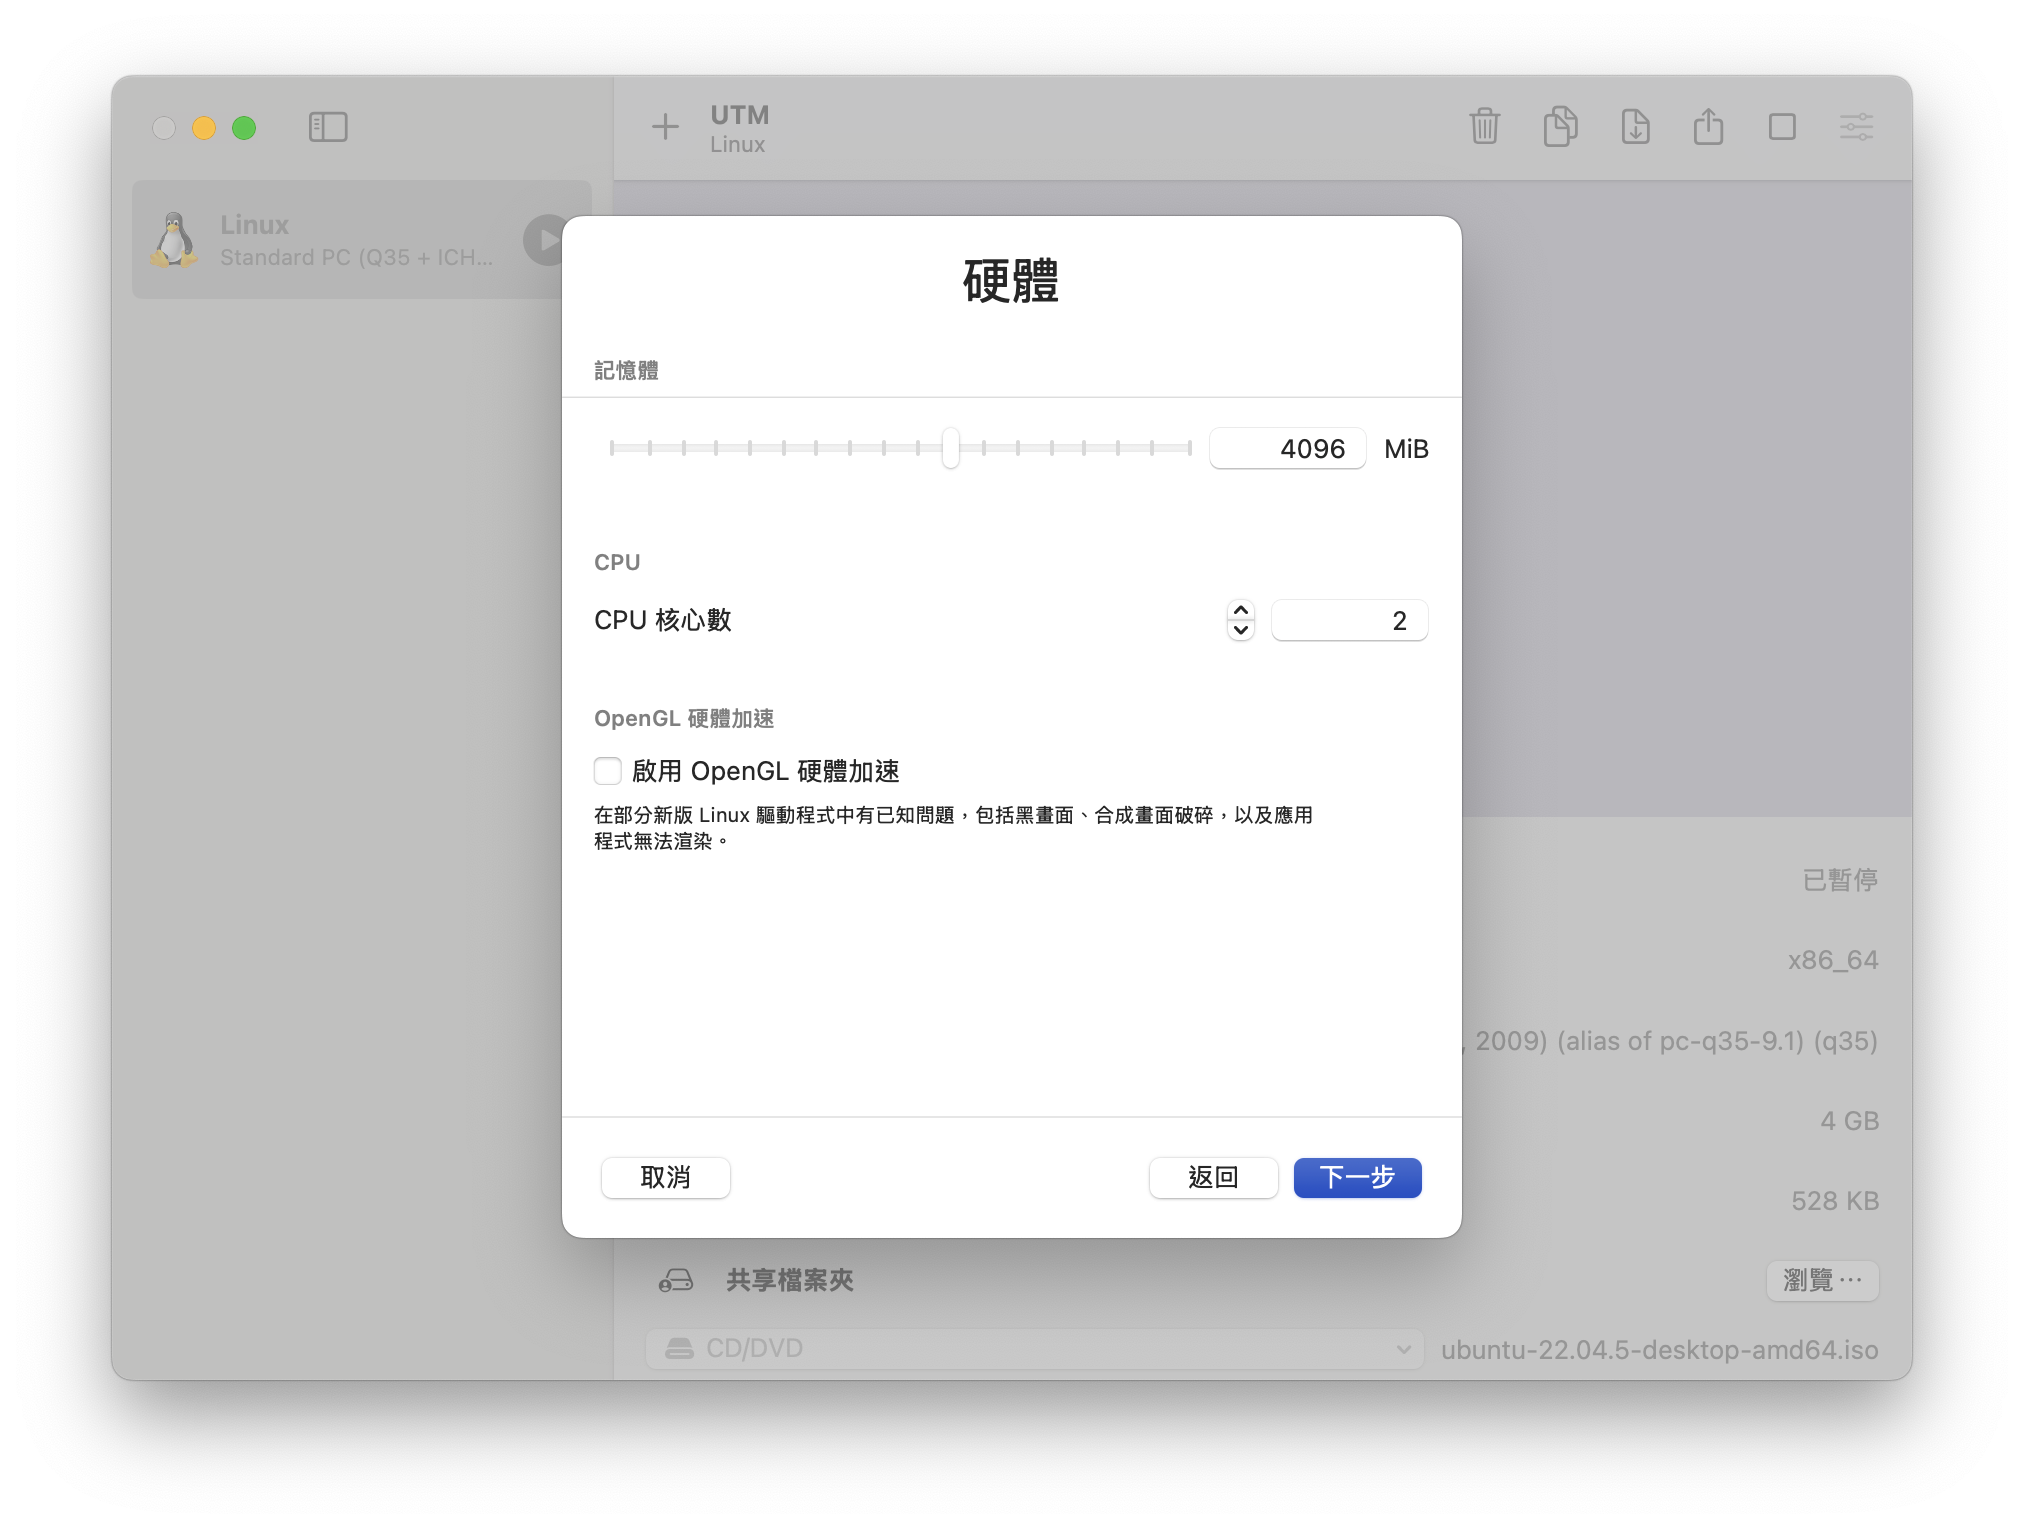 UTM
Linux
Linux
Standard PC (Q35 + ICH...
硬體
記憶體
4096 MiB
CPU
CPU 核心數
2
OpenGL 硬體加速
啟用 OpenGL 硬體加速
在部分新版 Linux 驅動程式中有已知問題，包括黑畫面、合成畫面破碎，以及應用
程式無法渲染。
取消
返回
下一步
已暫停
x86_64
, 2009) (alias of pc-q35-9.1) (q35)
4 GB
528 KB
共享檔案夾
瀏覽⋯
CD/DVD
ubuntu-22.04.5-desktop-amd64.iso